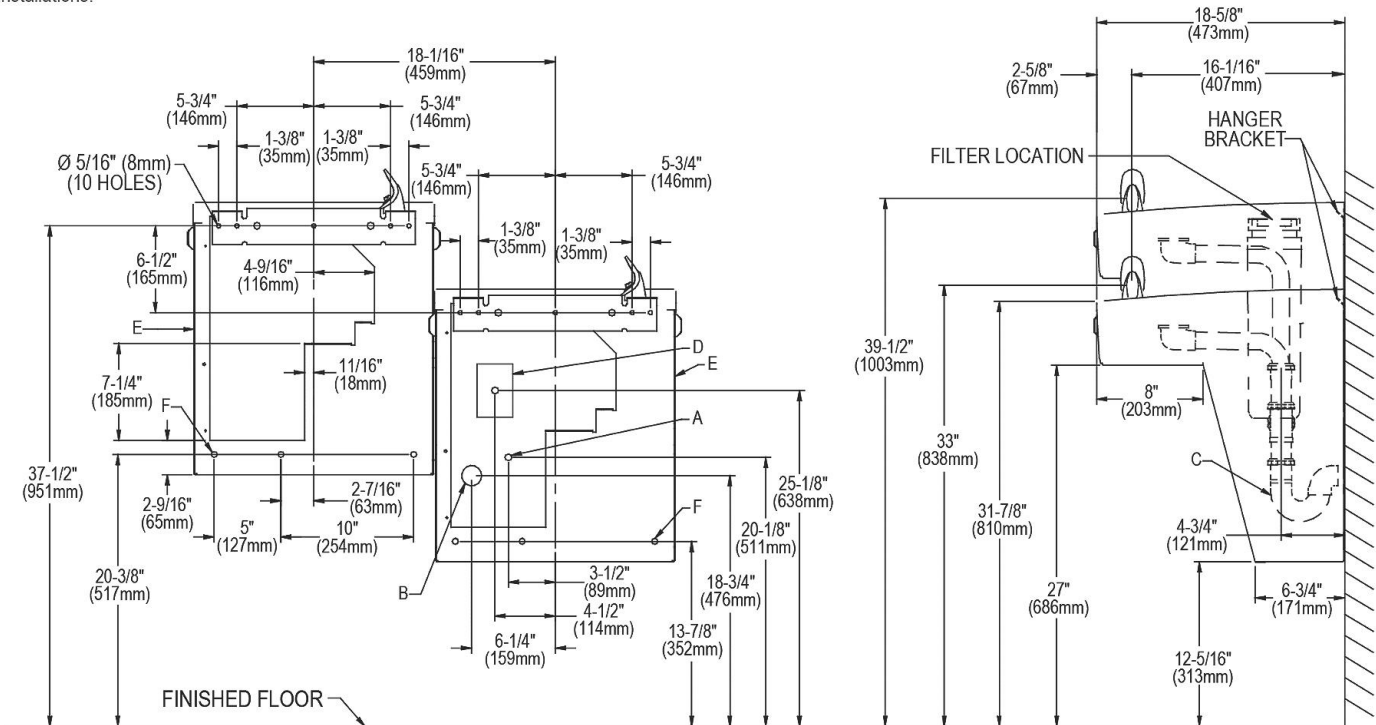 nstallations.
18-5/8"
(473mm)
18-1/16"
(459mm)
2-5/8"
(67mm)
16-1/16"
(407mm)
5-3/4"
(146mm)
5-3/4"
(146mm)
1-3/8"
(35mm)
1-3/8"
(35mm)
HANGER
BRACKET
FILTER LOCATION
Ø 5/16" (8mm)
(10 HOLES)
5-3/4"
(146mm)
5-3/4"
(146mm)
1-3/8"
(35mm)
1-3/8"
(35mm)
6-1/2"
(165mm)
4-9/16"
(116mm)
E
D
E
39-1/2"
(1003mm)
11/16"
(18mm)
7-1/4"
(185mm)
8"
(203mm)
F
A
33"
(838mm)
C
37-1/2"
(951mm)
2-9/16"
(65mm)
2-7/16"
(63mm)
25-1/8"
(638mm)
F
31-7/8"
(810mm)
5"
(127mm)
10"
(254mm)
20-1/8"
(511mm)
4-3/4"
(121mm)
20-3/8"
(517mm)
B
3-1/2"
(89mm)
18-3/4"
(476mm)
27"
(686mm)
6-3/4"
(171mm)
4-1/2"
(114mm)
6-1/4"
(159mm)
13-7/8"
(352mm)
12-5/16"
(313mm)
FINISHED FLOOR